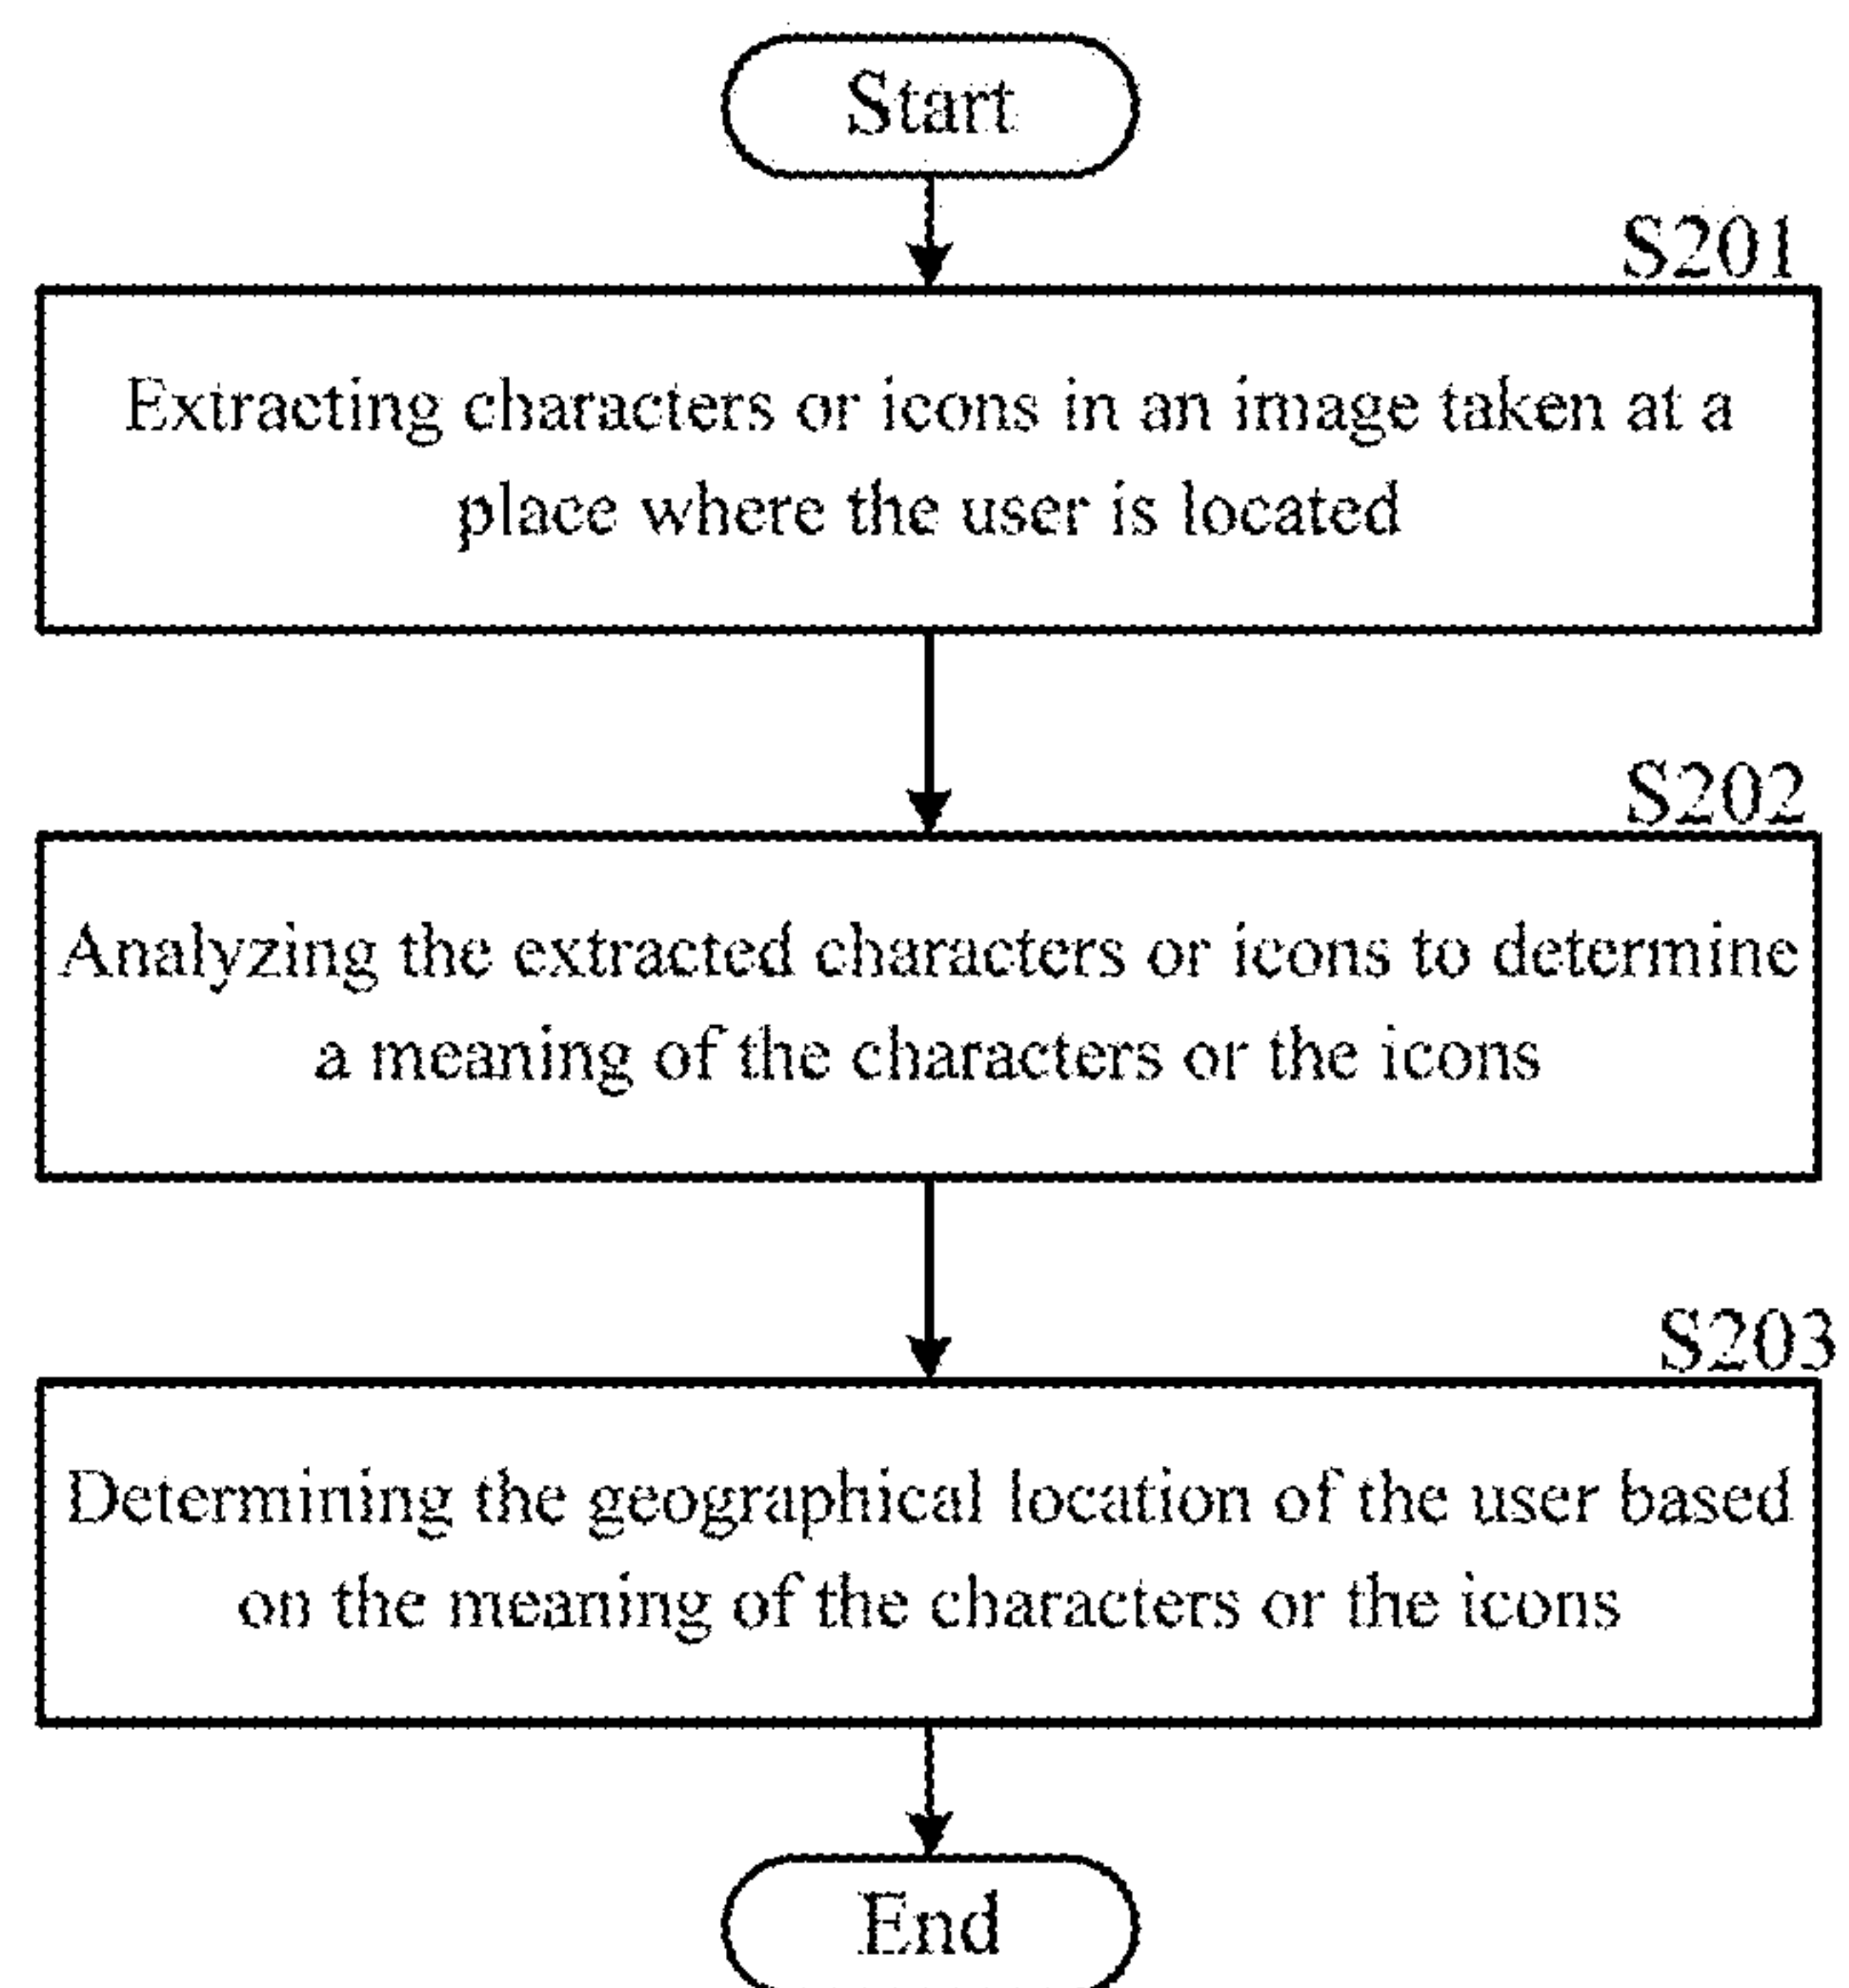 Start
S201
Extracting characters or icons in an image taken at a
place where the user is located
S202
Analyzing the extracted characters or icons to determine
a meaning of the characters or the icons
S203
Determining the geographical location of the user based
on the meaning of the characters or the icons
End